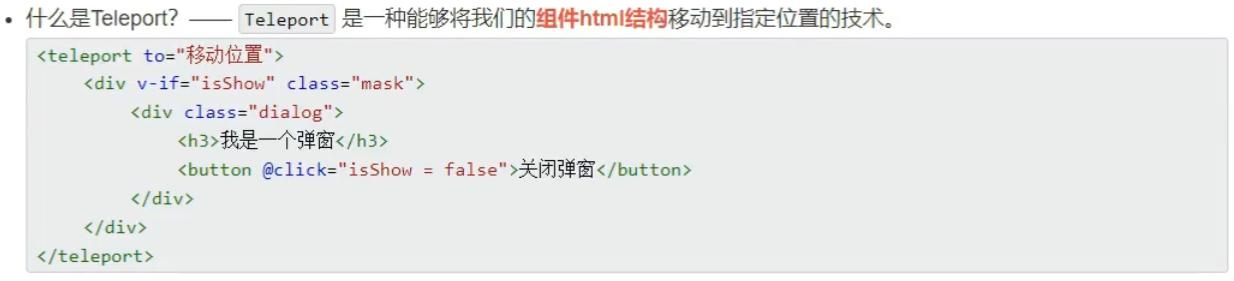 • 什么是Teleport？—— Teleport 是一种能够将我们的组件html结构移动到指定位置的技术。
<teleport to="移动位置">
    <div v-if="isShow" class="mask">
        <div class="dialog">
            <h3>我是一个弹窗</h3>
            <button @click="isShow = false">关闭弹窗</button>
        </div>
    </div>
</teleport>